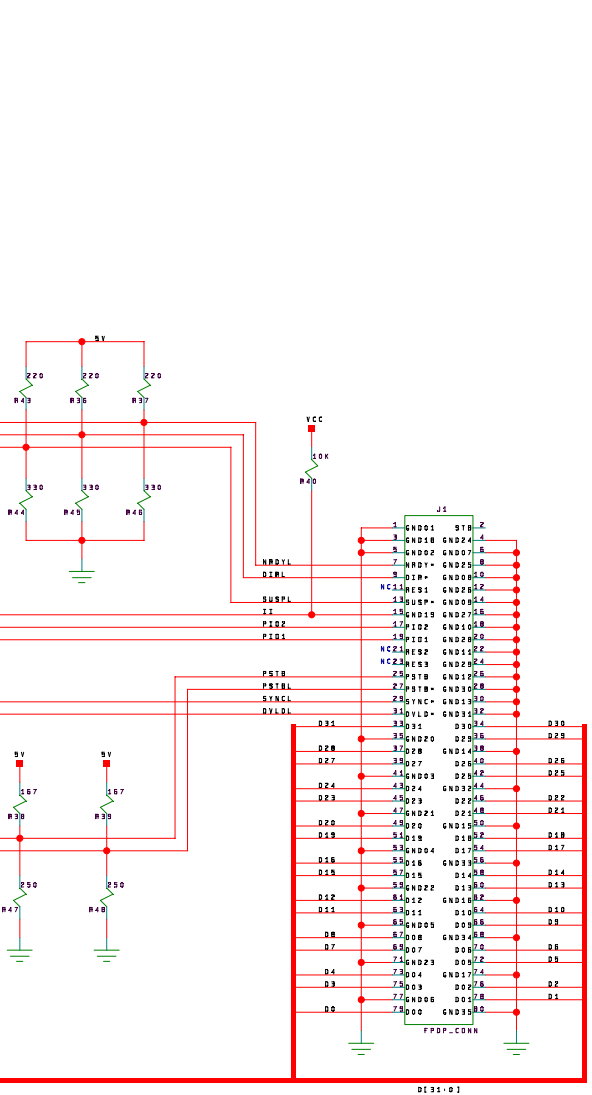 5V
220 220 220
R43 R36 R37
VCC
10K
R40
330 330 330
R44 R45 R46
J1
1 GND01 STB 2
3 GND18 GND24 4
5 GND02 GND07 6
NRDYL 7 NRDY* GND25 8
DIRL 9 DIR* GND08 10
NC 11 RES1 GND26 12
SUSPL 13 SUSP* GND09 14
II 15 GND19 GND27 16
PIO2 17 PIO2 GND10 18
PIO1 19 PIO1 GND28 20
NC 21 RES2 GND11 22
NC 23 RES3 GND29 24
PSTB 25 PSTB GND12 26
PSTBL 27 PSTB* GND30 28
SYNCL 29 SYNC* GND13 30
DVLDL 31 DVLD* GND31 32
D31 33 D31 D30 34 D30
35 GND20 D29 36 D29
D28 37 D28 GND14 38
D27 39 D27 D26 40 D26
41 GND03 D25 42 D25
D24 43 D24 GND32 44
D23 45 D23 D22 46 D22
47 GND21 D21 48 D21
D20 49 D20 GND15 50
D19 51 D19 D18 52 D18
53 GND04 D17 54 D17
D16 55 D16 GND33 56
D15 57 D15 D14 58 D14
59 GND22 D13 60 D13
D12 61 D12 GND16 62
D11 63 D11 D10 64 D10
65 GND05 D09 66 D9
D8 67 D08 GND34 68
D7 69 D07 D06 70 D6
71 GND23 D05 72 D5
D4 73 D04 GND17 74
D3 75 D03 D02 76 D2
77 GND06 D01 78 D1
D0 79 D00 GND35 80
FPDP_CONN
5V 5V
167 167
R38 R39
250 250
R47 R48
D[31:0]